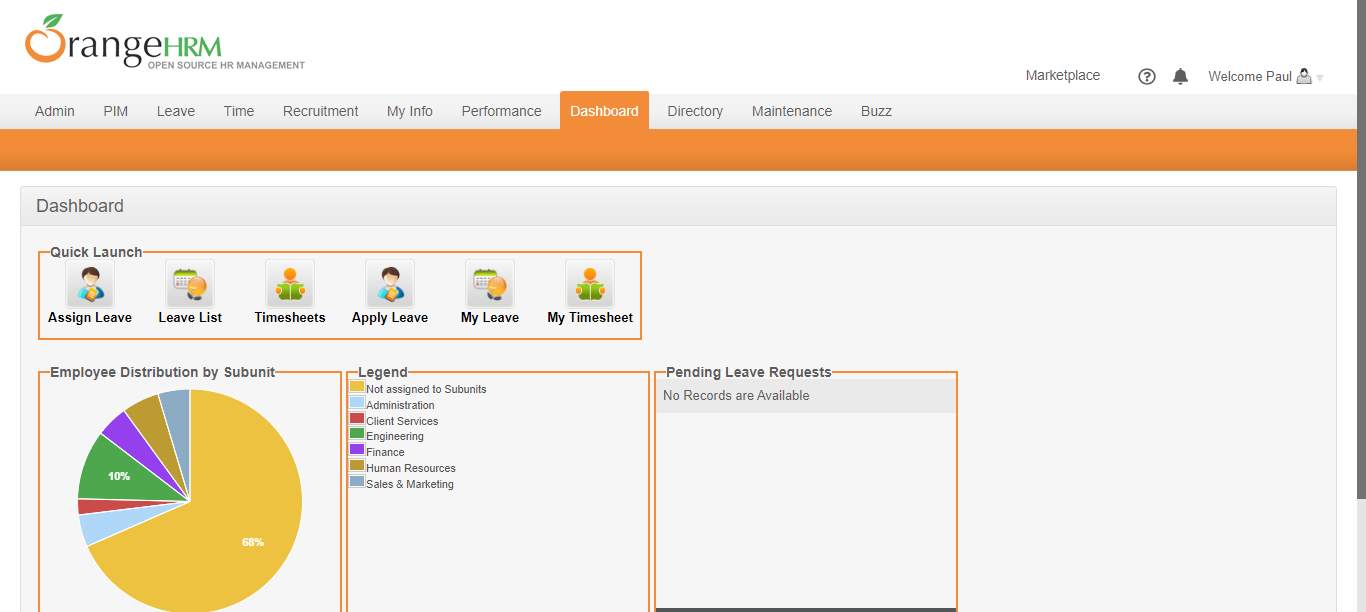 OrangeHRM
OPEN SOURCE HR MANAGEMENT
Marketplace ? Welcome Paul
Admin PIM Leave Time Recruitment My Info Performance Dashboard Directory Maintenance Buzz
Dashboard
Quick Launch
Assign Leave Leave List Timesheets Apply Leave My Leave My Timesheet
Employee Distribution by Subunit
10%
68%
Legend
Not assigned to Subunits
Administration
Client Services
Engineering
Finance
Human Resources
Sales & Marketing
Pending Leave Requests
No Records are Available